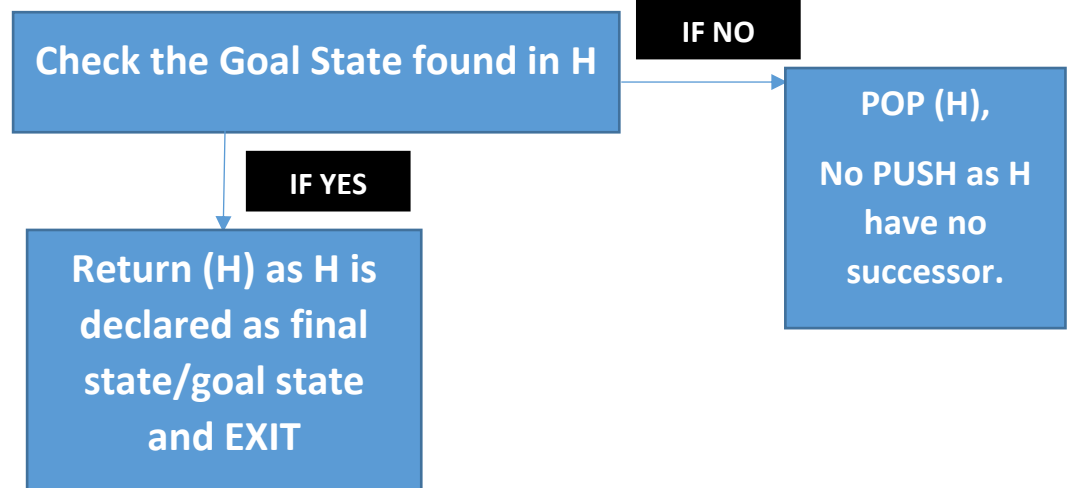 Check the Goal State found in H
IF NO
POP (H),
No PUSH as H
have no
successor.
IF YES
Return (H) as H is
declared as final
state/goal state
and EXIT